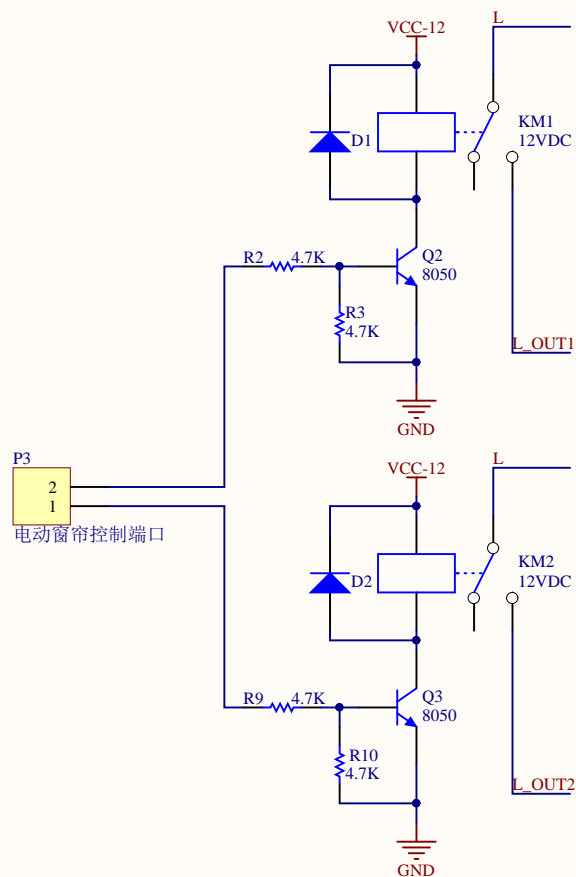 L
VCC-12
D1
KM1
12VDC
R2 4.7K
Q2
8050
R3
4.7K
L_OUT1
GND
P3
2
1
电动窗帘控制端口
L
VCC-12
D2
KM2
12VDC
R9 4.7K
Q3
8050
R10
4.7K
L_OUT2
GND